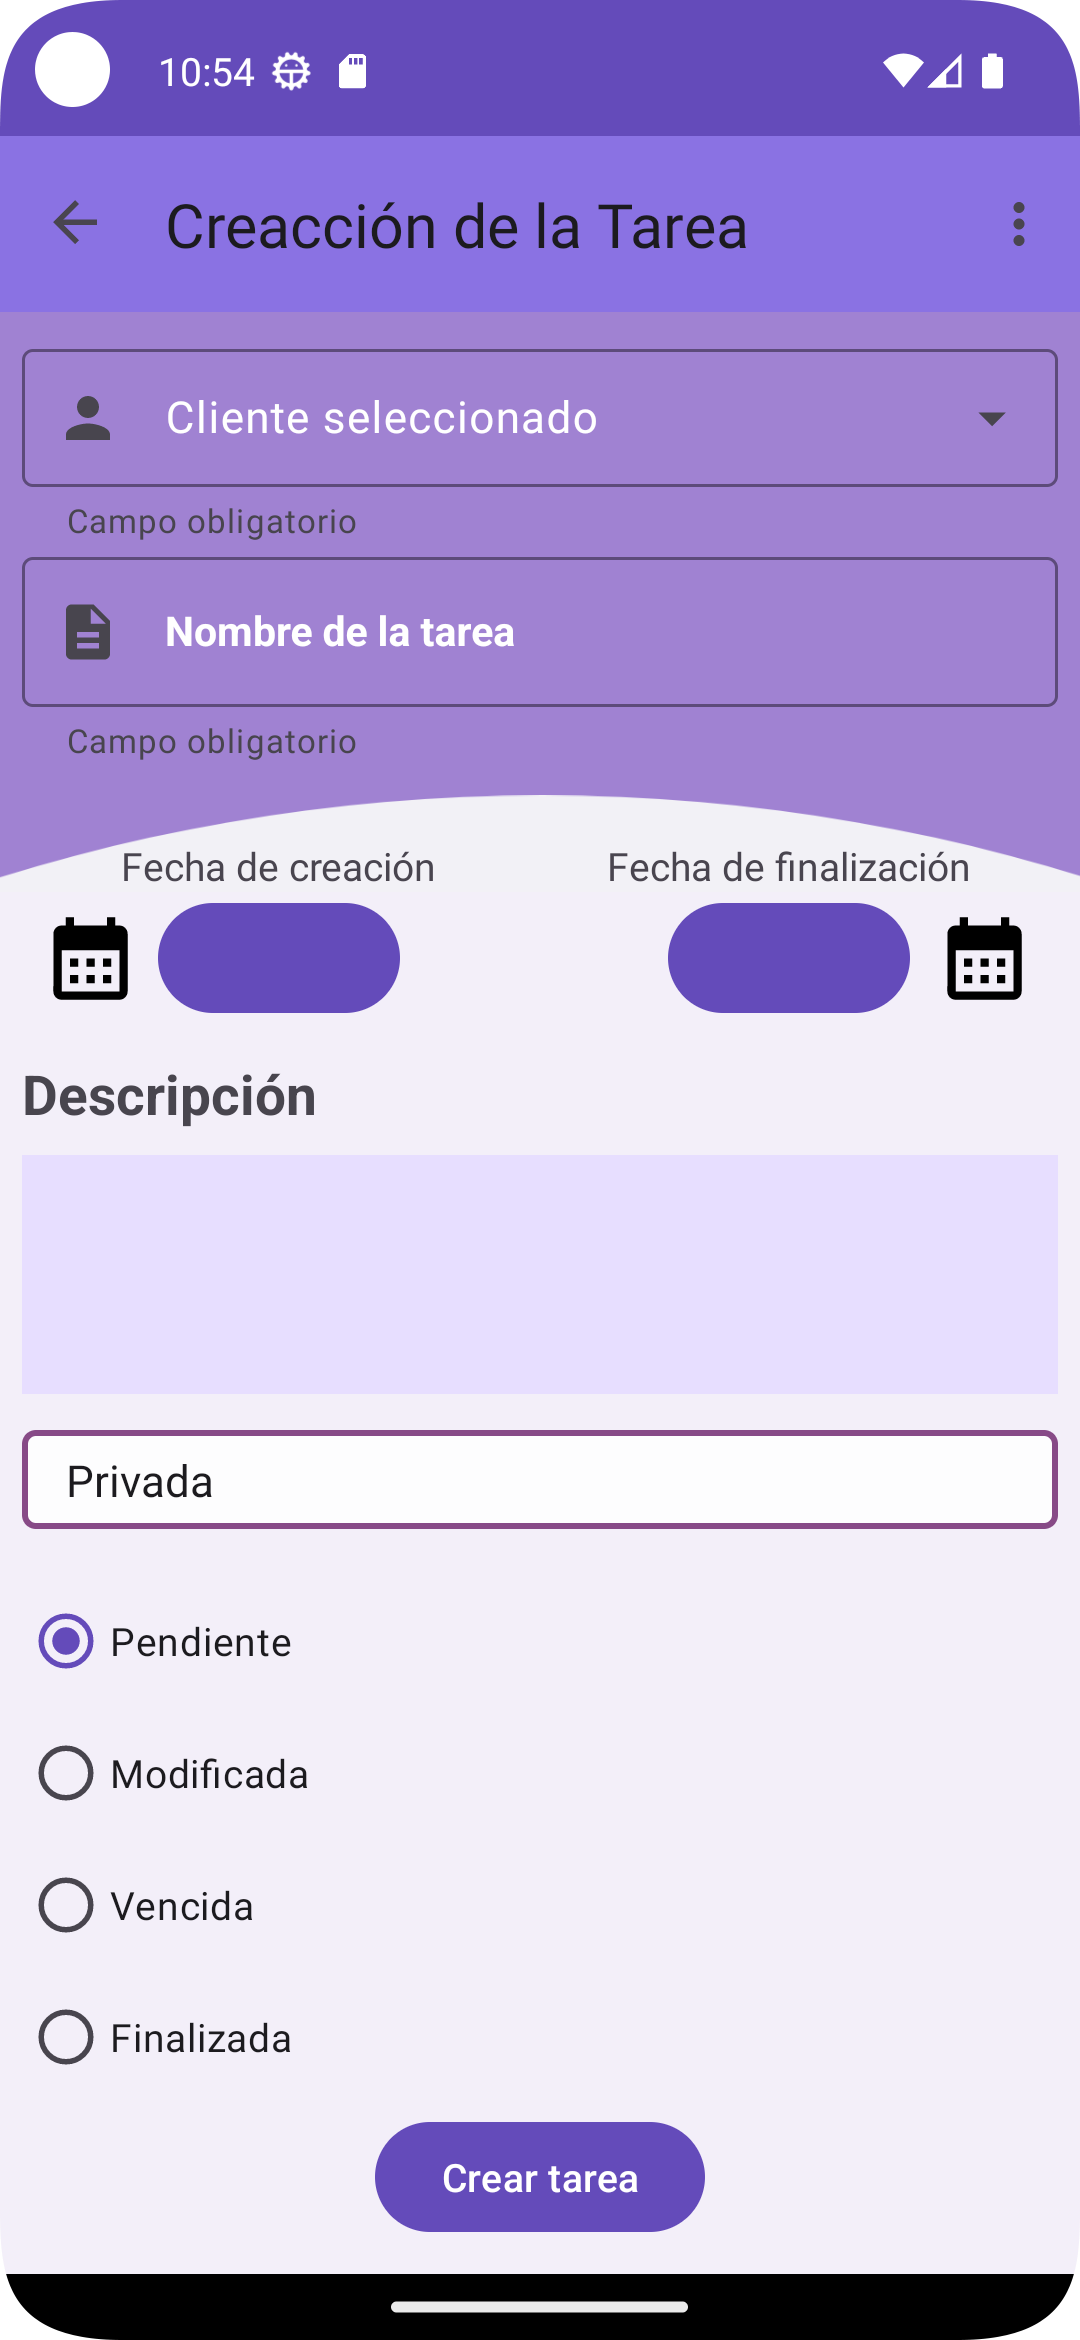 10:54
Creacción de la Tarea
Cliente seleccionado
Campo obligatorio
Nombre de la tarea
Campo obligatorio
Fecha de creación Fecha de finalización
Descripción
Privada
Pendiente
Modificada
Vencida
Finalizada
Crear tarea